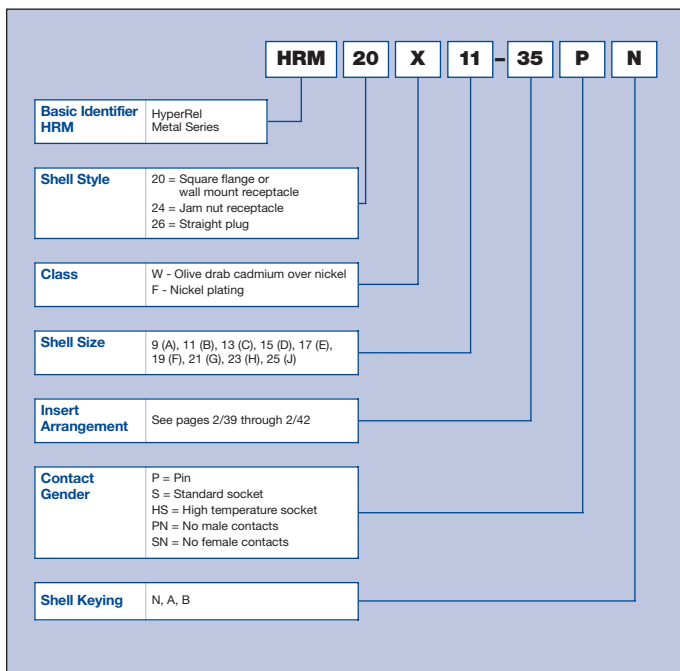 HRM 20 X 11 – 35 P N
Basic Identifier
HRM
HyperRel
Metal Series
Shell Style
20 = Square flange or
wall mount receptacle
24 = Jam nut receptacle
26 = Straight plug
Class
W - Olive drab cadmium over nickel
F - Nickel plating
Shell Size
9 (A), 11 (B), 13 (C), 15 (D), 17 (E),
19 (F), 21 (G), 23 (H), 25 (J)
Insert
Arrangement
See pages 2/39 through 2/42
Contact
Gender
P = Pin
S = Standard socket
HS = High temperature socket
PN = No male contacts
SN = No female contacts
Shell Keying
N, A, B